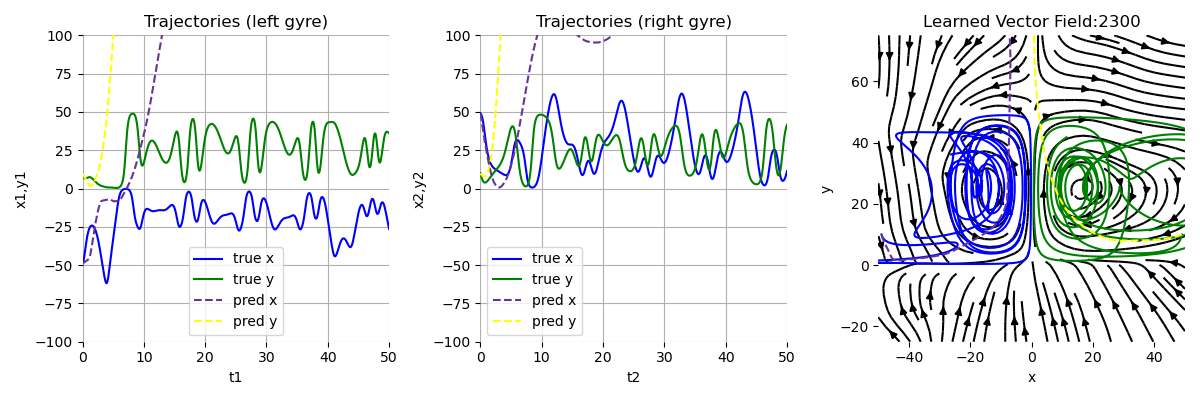 Trajectories (left gyre)
x1,y1
100
75
50
25
0
−25
−50
−75
−100
0
10
20
30
40
50
t1
true x
true y
pred x
pred y
Trajectories (right gyre)
x2,y2
100
75
50
25
0
−25
−50
−75
−100
0
10
20
30
40
50
t2
true x
true y
pred x
pred y
Learned Vector Field:2300
y
60
40
20
0
−20
−40
−20
0
20
40
x